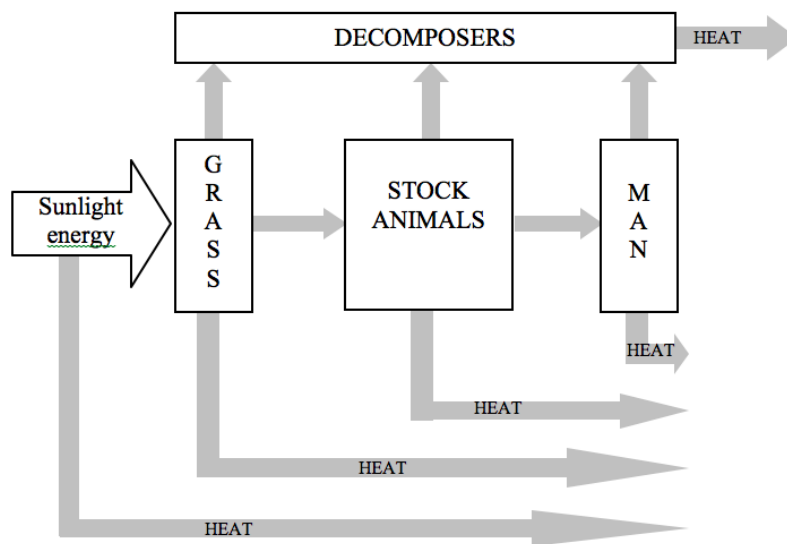 DECOMPOSERS
HEAT
Sunlight
energy
G
R
A
S
S
STOCK
ANIMALS
M
A
N
HEAT
HEAT
HEAT
HEAT